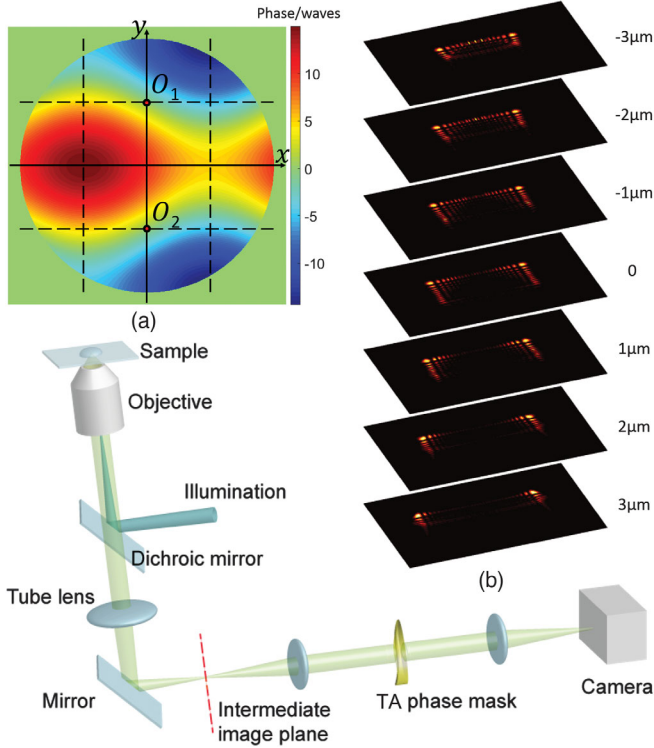 Phase/waves
y
O1
x
O2
10
5
0
-5
-10
(a)
-3μm
-2μm
-1μm
0
1μm
2μm
3μm
(b)
Sample
Objective
Illumination
Dichroic mirror
Tube lens
Mirror
Intermediate
image plane
TA phase mask
Camera